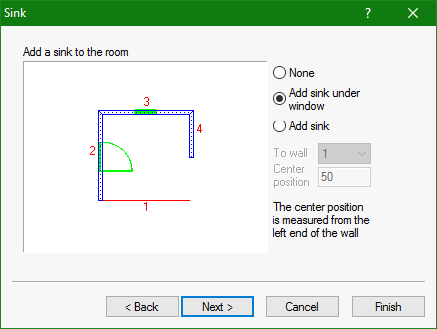 Sink
?
Add a sink to the room
3
4
2
1
None
Add sink under
window
Add sink
To wall 1
Center
position 50
The center position
is measured from the
left end of the wall
< Back
Next >
Cancel
Finish